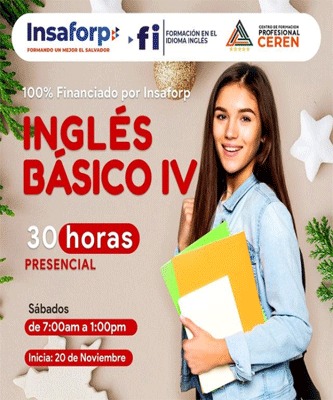 Insaforp
FORMANDO UN MEJOR EL SALVADOR
fi
FORMACIÓN EN EL
IDIOMA INGLÉS
CENTRO DE FORMACIÓN
PROFESIONAL
CEREN
100% Financiado por Insaforp
INGLÉS
BÁSICO IV
30 horas
PRESENCIAL
Sábados
de 7:00am a 1:00pm
Inicia: 20 de Noviembre